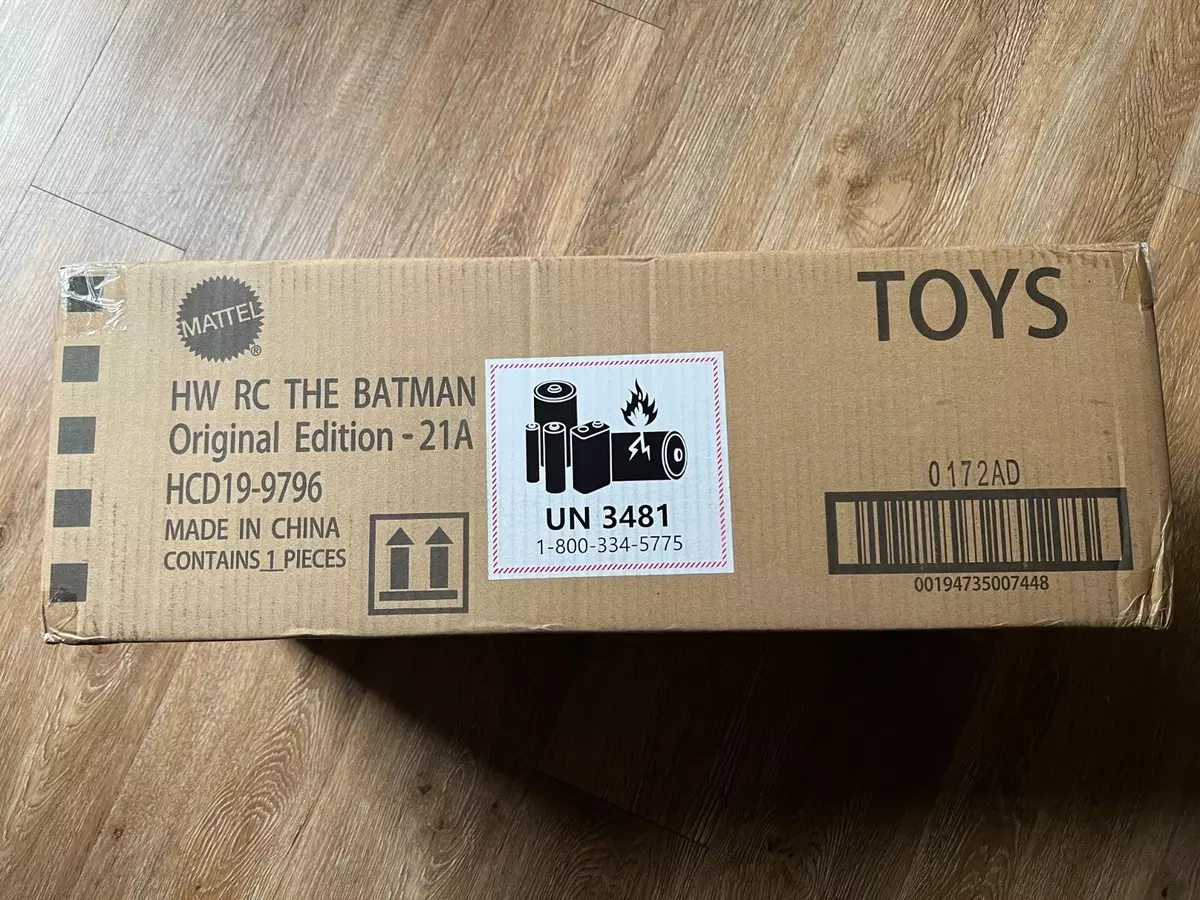 MATTEL
®
HW RC THE BATMAN
Original Edition - 21A
HCD19-9796
MADE IN CHINA
CONTAINS 1 PIECES
UN 3481
1-800-334-5775
TOYS
0172AD
00194735007448